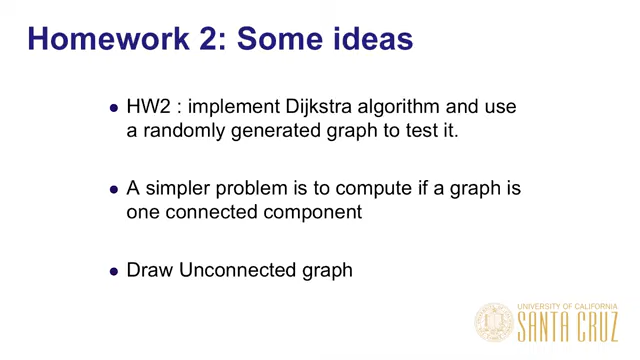 Homework 2: Some ideas
● HW2 : implement Dijkstra algorithm and use
a randomly generated graph to test it.
● A simpler problem is to compute if a graph is
one connected component
● Draw Unconnected graph
UNIVERSITY OF CALIFORNIA
SANTA CRUZ